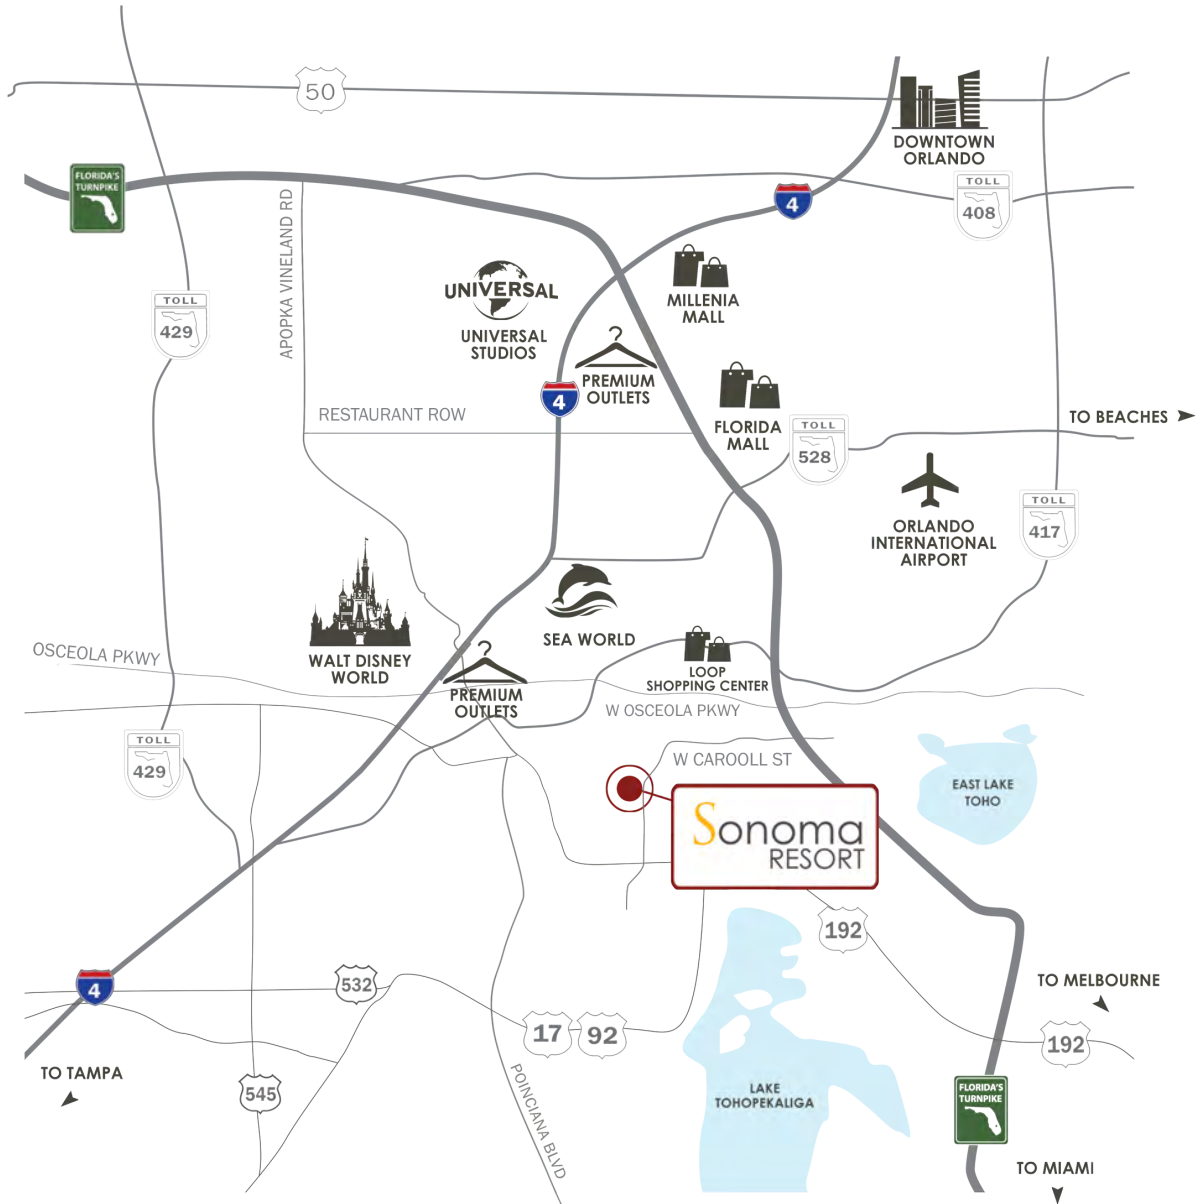 50
DOWNTOWN
ORLANDO
FLORIDA'S
TURNPIKE
TOLL
408
4
APOPKA VINELAND RD
UNIVERSAL
UNIVERSAL
STUDIOS
MILLENIA
MALL
TOLL
429
PREMIUM
OUTLETS
4
RESTAURANT ROW
FLORIDA
MALL
TOLL
528
TO BEACHES
ORLANDO
INTERNATIONAL
AIRPORT
TOLL
417
SEA WORLD
OSCEOLA PKWY
WALT DISNEY
WORLD
LOOP
SHOPPING CENTER
PREMIUM
OUTLETS
W OSCEOLA PKWY
TOLL
429
W CAROOLL ST
EAST LAKE
TOHO
Sonoma
RESORT
192
4
532
TO MELBOURNE
17
92
192
TO TAMPA
545
POINCIANA BLVD
LAKE
TOHOPEKALIGA
FLORIDA'S
TURNPIKE
TO MIAMI